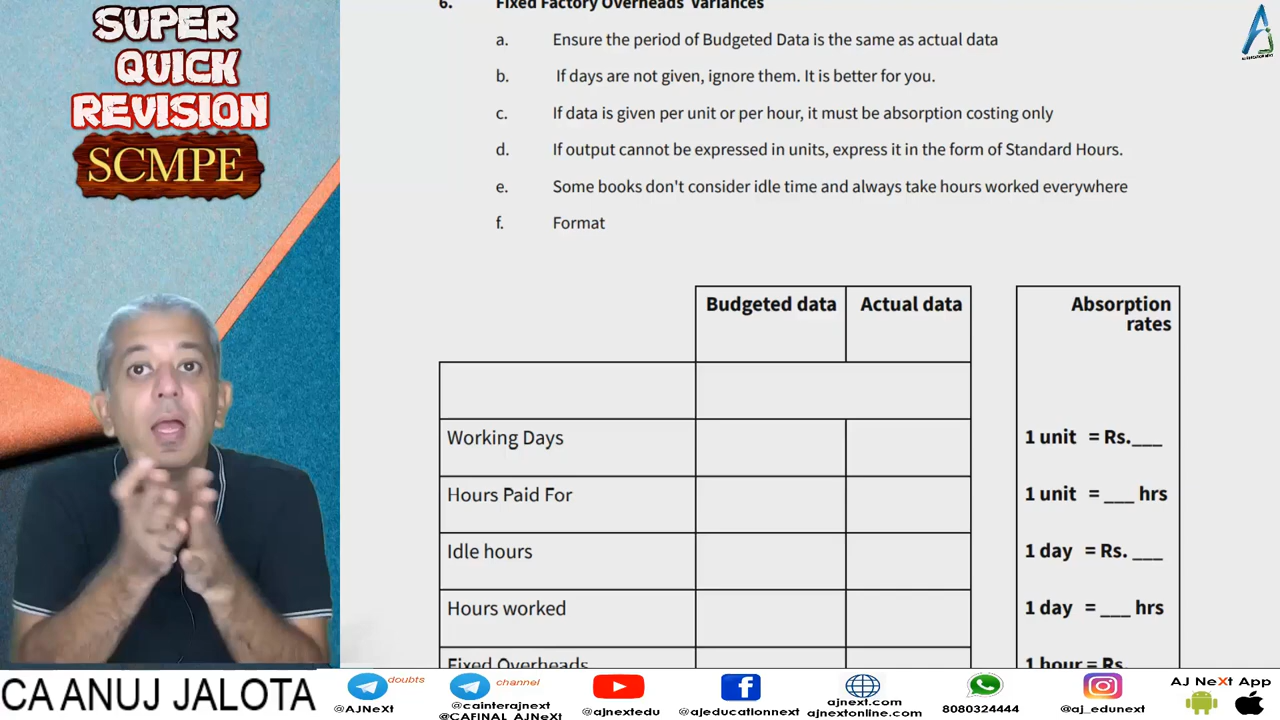 SUPER
QUICK
REVISION
SCMPE
6. Fixed Factory Overheads Variances
a. Ensure the period of Budgeted Data is the same as actual data
b. If days are not given, ignore them. It is better for you.
c. If data is given per unit or per hour, it must be absorption costing only
d. If output cannot be expressed in units, express it in the form of Standard Hours.
e. Some books don't consider idle time and always take hours worked everywhere
f. Format
Budgeted data Actual data
Working Days
Hours Paid For
Idle hours
Hours worked
Fixed Overheads
Absorption
rates
1 unit = Rs.___
1 unit = ___ hrs
1 day = Rs. ___
1 day = ___ hrs
1 hour = Rs.
CA ANUJ JALOTA
doubts
@AJNeXt
channel
@cainterajnext
@CAFINAL_AJNeXt
@ajnextedu
@ajeducationnext
ajnext.com
ajnextonline.com
8080324444
@aj_edunext
AJ NeXt App